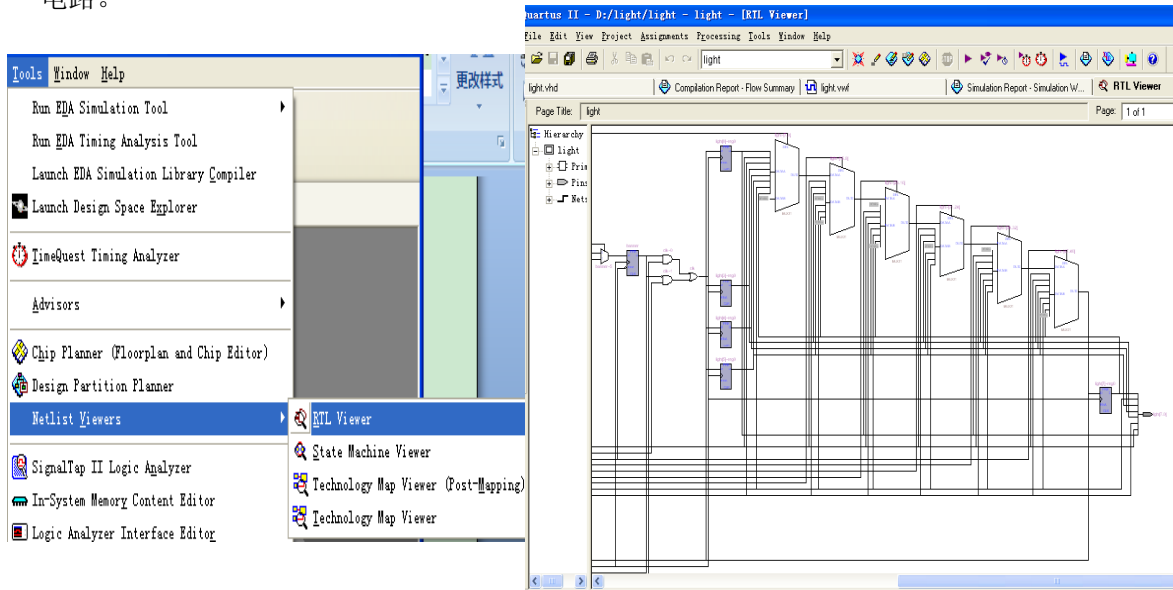 电路。
Tools Window Help
Run EDA Simulation Tool
Run EDA Timing Analysis Tool
Launch EDA Simulation Library Compiler
Launch Design Space Explorer
TimeQuest Timing Analyzer
Advisors
Chip Planner (Floorplan and Chip Editor)
Design Partition Planner
Netlist Viewers
SignalTap II Logic Analyzer
In-System Memory Content Editor
Logic Analyzer Interface Editor
RTL Viewer
State Machine Viewer
Technology Map Viewer (Post-Mapping)
Technology Map Viewer
更改样式
uartus II - D:/light/light - light - [RTL Viewer]
File Edit View Project Assignments Processing Tools Window Help
light
light.vhd Compilation Report - Flow Summary light.vwf Simulation Report - Simulation W... RTL Viewer
Page Title: light Page: 1 of 1
Hierarchy
light
Prim
Pins
Nets